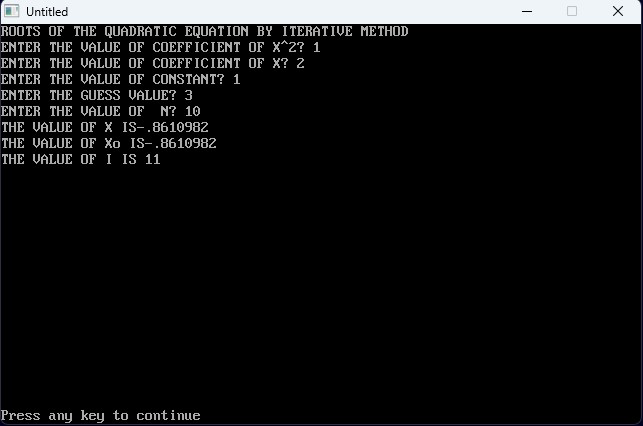 Untitled
ROOTS OF THE QUADRATIC EQUATION BY ITERATIVE METHOD
ENTER THE VALUE OF COEFFICIENT OF X^2? 1
ENTER THE VALUE OF COEFFICIENT OF X? 2
ENTER THE VALUE OF CONSTANT? 1
ENTER THE GUESS VALUE? 3
ENTER THE VALUE OF  N? 10
THE VALUE OF X IS-.8610982
THE VALUE OF Xo IS-.8610982
THE VALUE OF I IS 11
Press any key to continue